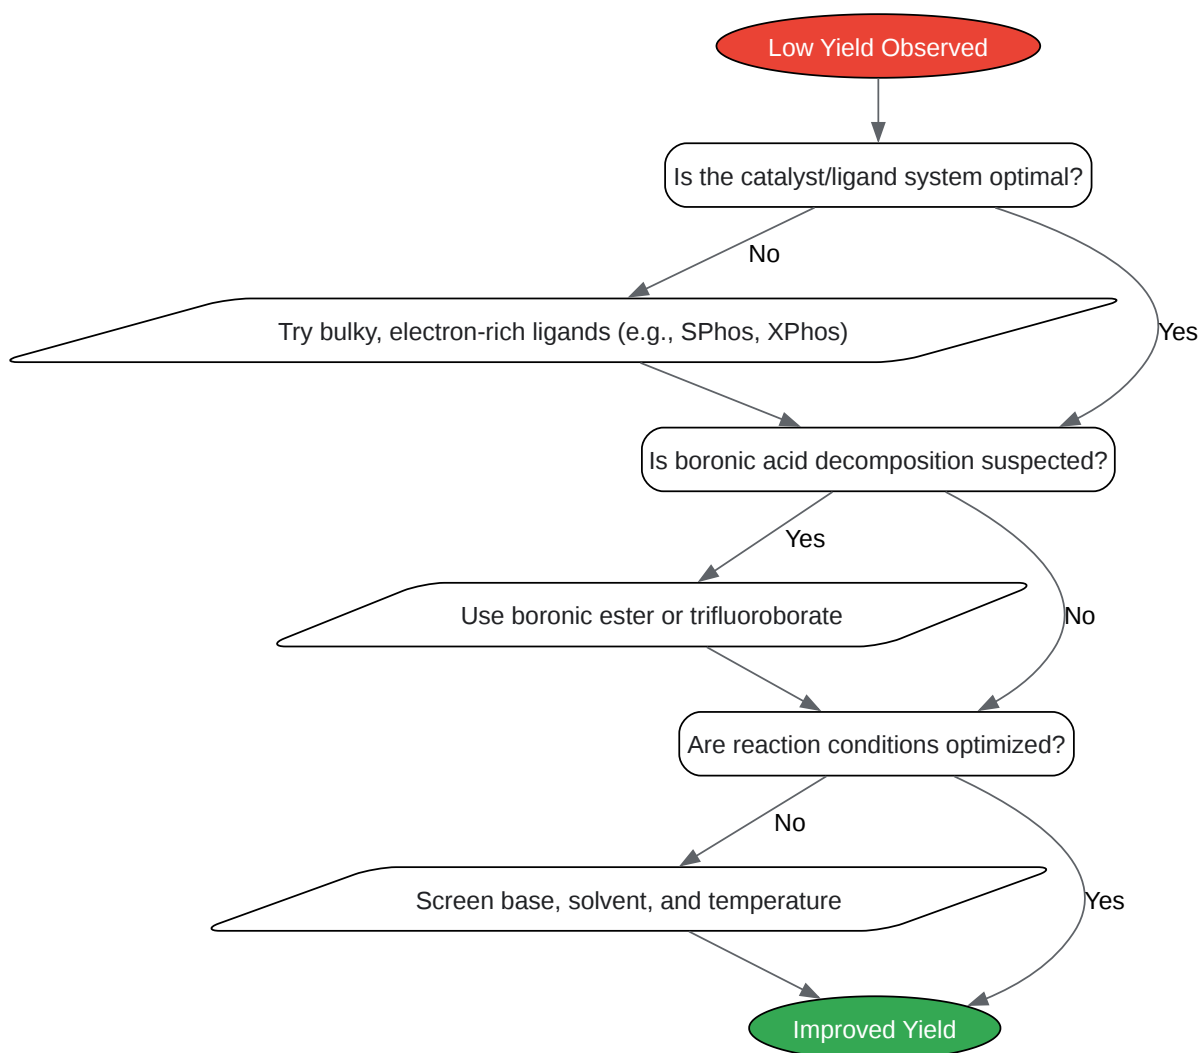 Low Yield Observed
Is the catalyst/ligand system optimal?
No
Try bulky, electron-rich ligands (e.g., SPhos, XPhos)
Yes
Is boronic acid decomposition suspected?
Yes
Use boronic ester or trifluoroborate
No
Are reaction conditions optimized?
No
Screen base, solvent, and temperature
Yes
Improved Yield